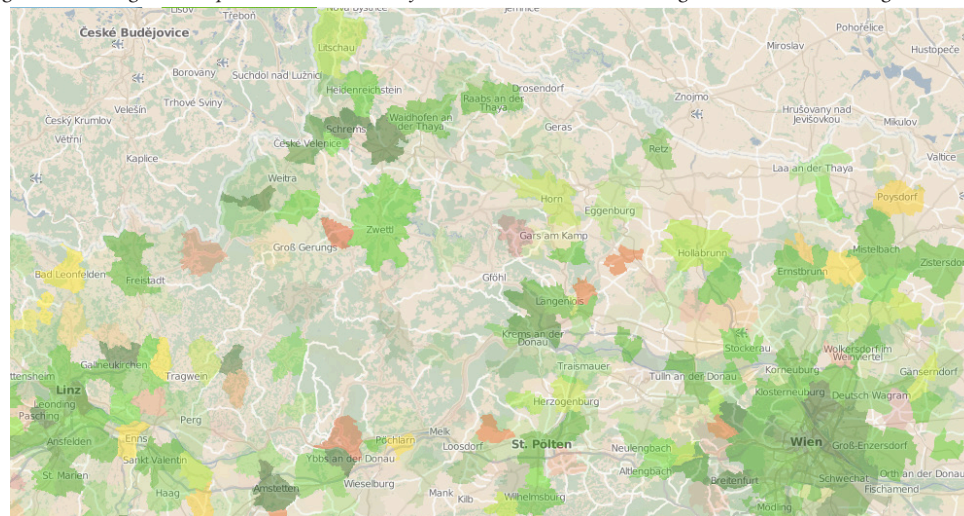 Lišov
Třeboň
Nová Bystřice
Jemnice
České Budějovice
Litschau
Pohořelice
Miroslav
Hustopeče
Borovany
Suchdol nad Lužnicí
Heidenreichstein
Drosendorf
Raabs an der
Thaya
Znojmo
Velešín
Trhové Sviny
Hrušovany nad
Jevišovkou
Mikulov
Český Krumlov
Waidhofen an
der Thaya
Schrems
Geras
Větřní
České Velenice
Kaplice
Retz
Valtice
Laa an der Thaya
Weitra
Horn
Poysdorf
Eggenburg
Zwettl
Gars am Kamp
Groß Gerungs
Hollabrunn
Mistelbach
Bad Leonfelden
Freistadt
Gföhl
Ernstbrunn
Zistersdorf
Langenlois
Krems an der
Donau
Stockerau
Wolkersdorf im
Weinviertel
Gallneukirchen
Tragwein
Traismauer
Tulln an der Donau
Korneuburg
Gänserndorf
ttensheim
Linz
Klosterneuburg
Deutsch-Wagram
Leonding
Pasching
Perg
Herzogenburg
Enns
Pöchlarn
Melk
Loosdorf
St. Pölten
Ansfelden
Wien
Groß-Enzersdorf
Neulengbach
Sankt Valentin
Ybbs an der Donau
St. Marien
Altlengbach
Orth an der Donau
Wieselburg
Breitenfurt
Schwechat
Amstetten
Fischamend
Haag
Mank
Kilb
Wilhelmsburg
Mödling